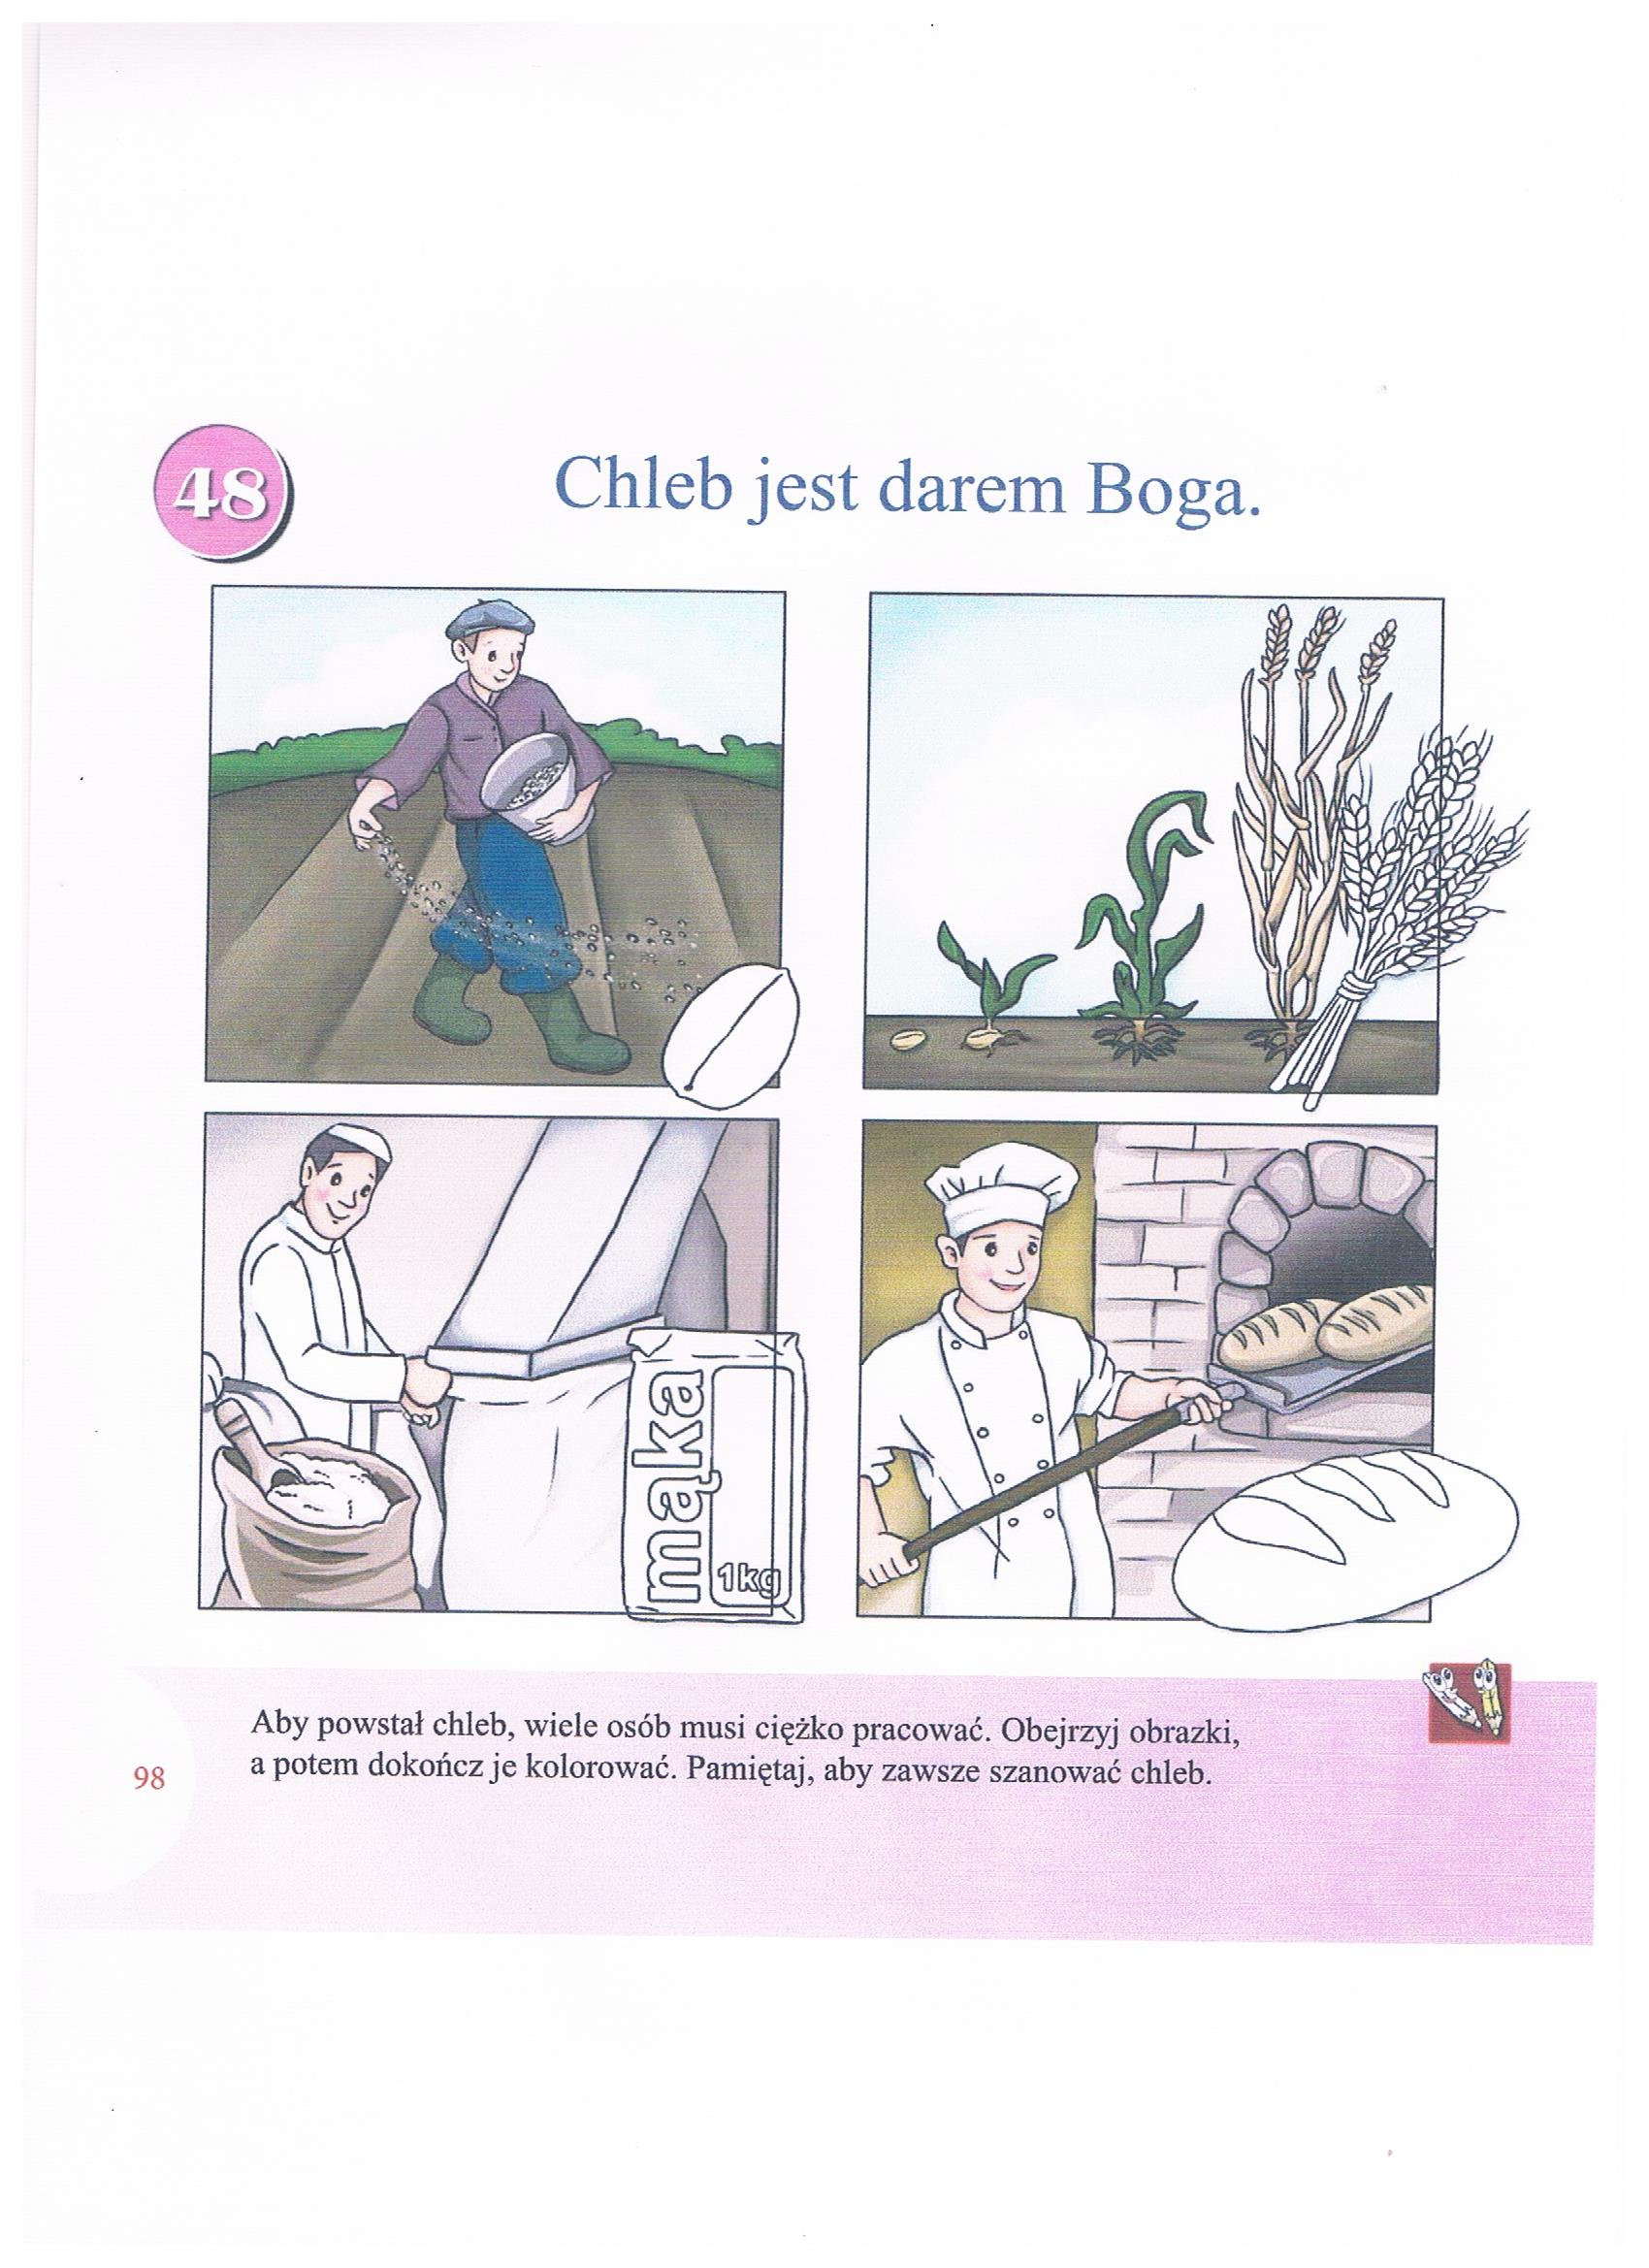 48
Chleb jest darem Boga.
mąka
1kg
Aby powstał chleb, wiele osób musi ciężko pracować. Obejrzyj obrazki,
a potem dokończ je kolorować. Pamiętaj, aby zawsze szanować chleb.
98